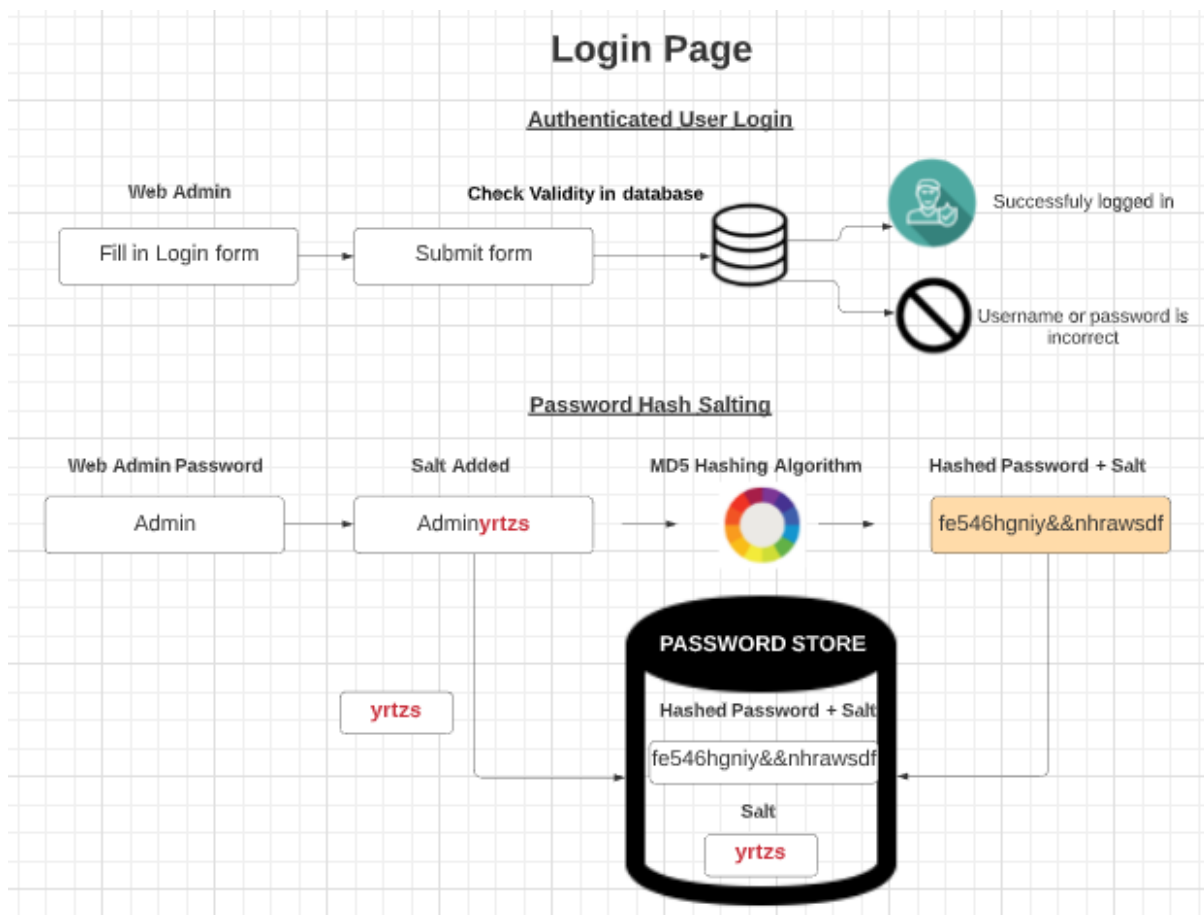 Login Page
Authenticated User Login
Web Admin
Check Validity in database
Fill in Login form
Submit form
Successfuly logged in
Username or password is
incorrect
Password Hash Salting
Web Admin Password
Salt Added
MD5 Hashing Algorithm
Hashed Password + Salt
Admin
Adminyrtzs
fe546hgniy&&nhrawsdf
PASSWORD STORE
yrtzs
Hashed Password + Salt
fe546hgniy&&nhrawsdf
Salt
yrtzs